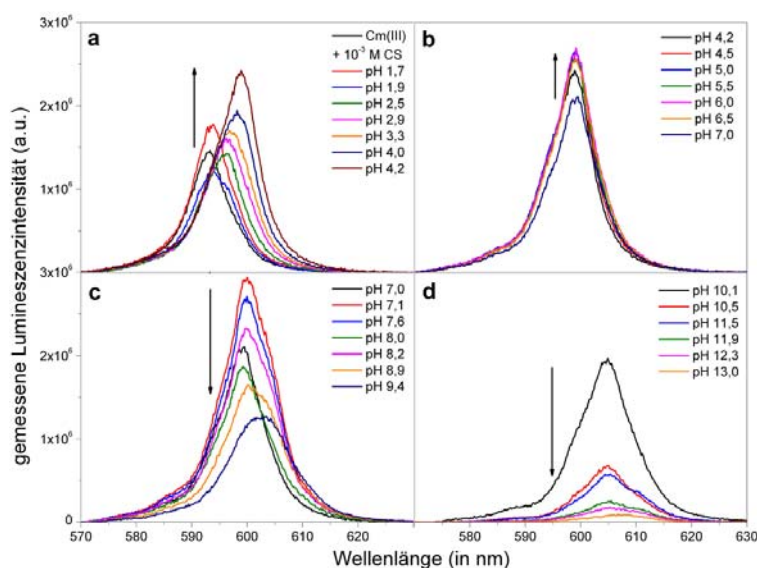 3x10⁶
a
Cm(III)
+ 10⁻³ M CS
pH 1,7
pH 1,9
pH 2,5
pH 2,9
pH 3,3
pH 4,0
pH 4,2
b
pH 4,2
pH 4,5
pH 5,0
pH 5,5
pH 6,0
pH 6,5
pH 7,0
2x10⁶
1x10⁶
3x10⁶
c
pH 7,0
pH 7,1
pH 7,6
pH 8,0
pH 8,2
pH 8,9
pH 9,4
d
pH 10,1
pH 10,5
pH 11,5
pH 11,9
pH 12,3
pH 13,0
2x10⁶
1x10⁶
0
570 580 590 600 610 620
580 590 600 610 620 630
gemessene Lumineszenzintensität (a.u.)
Wellenlänge (in nm)